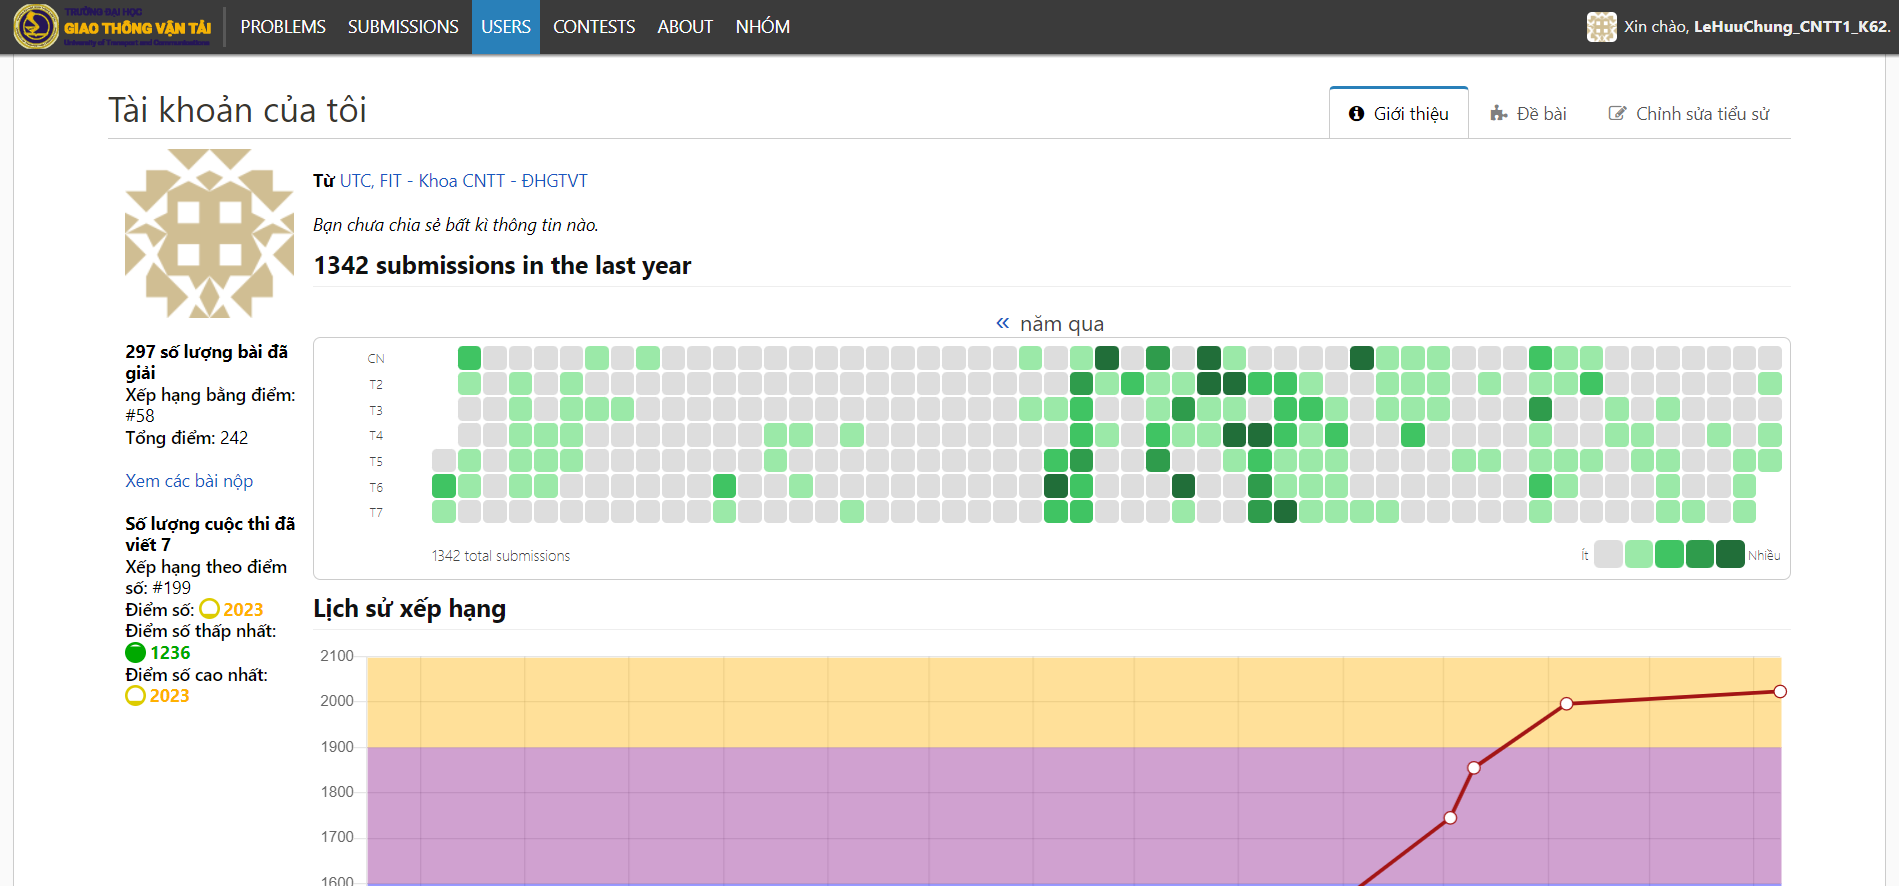 TRƯỜNG ĐẠI HỌC
GIAO THÔNG VẬN TẢI
University of Transport and Communications
PROBLEMS SUBMISSIONS USERS CONTESTS ABOUT NHÓM
Xin chào, LeHuuChung_CNTT1_K62.
Tài khoản của tôi
Giới thiệu Đề bài Chỉnh sửa tiểu sử
Từ UTC, FIT - Khoa CNTT - ĐHGTVT
Bạn chưa chia sẻ bất kì thông tin nào.
1342 submissions in the last year
« năm qua
CN
T2
T3
T4
T5
T6
T7
1342 total submissions
Ít Nhiều
297 số lượng bài đã
giải
Xếp hạng bằng điểm:
#58
Tổng điểm: 242
Xem các bài nộp
Số lượng cuộc thi đã
viết 7
Xếp hạng theo điểm
số: #199
Điểm số: 2023
Điểm số thấp nhất:
1236
Điểm số cao nhất:
2023
Lịch sử xếp hạng
2100
2000
1900
1800
1700
1600